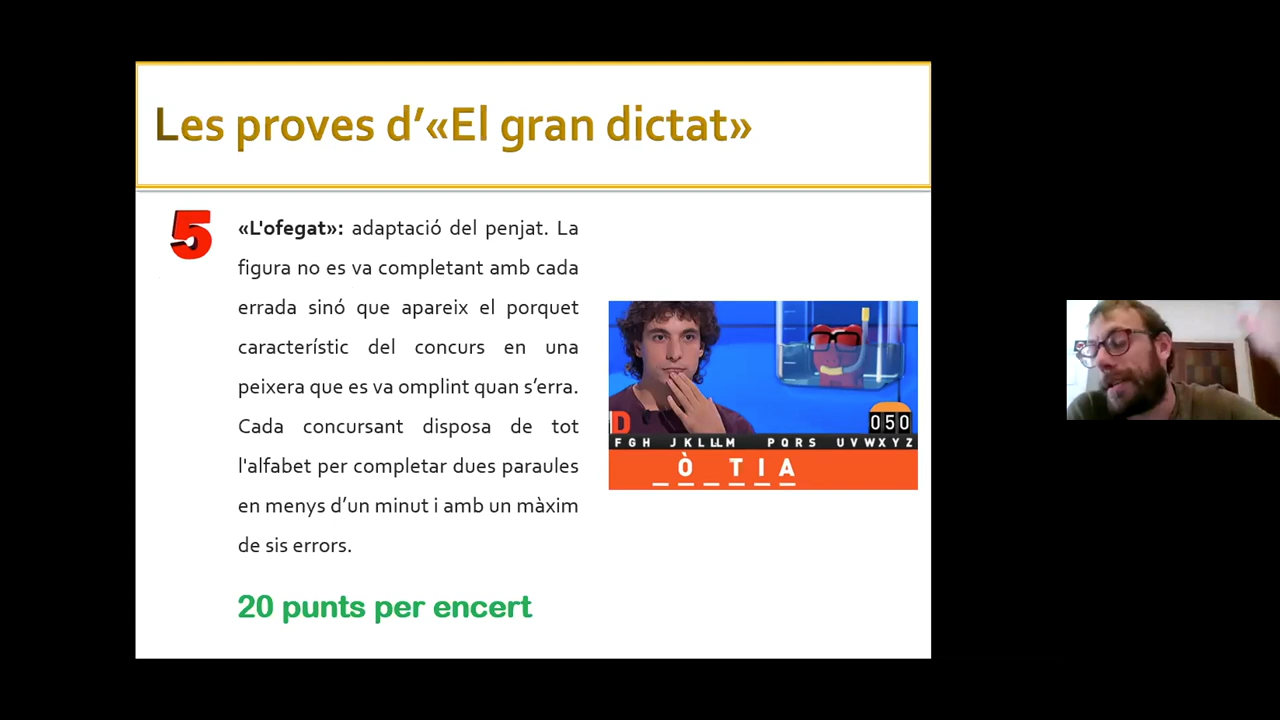 Les proves d’«El gran dictat»
5
«L'ofegat»: adaptació del penjat. La
figura no es va completant amb cada
errada sinó que apareix el porquet
característic del concurs en una
peixera que es va omplint quan s’erra.
Cada concursant disposa de tot
l'alfabet per completar dues paraules
en menys d’un minut i amb un màxim
de sis errors.
20 punts per encert
D
050
F G H J K L LL M P Q R S U V W X Y Z
_ Ò _ T I A